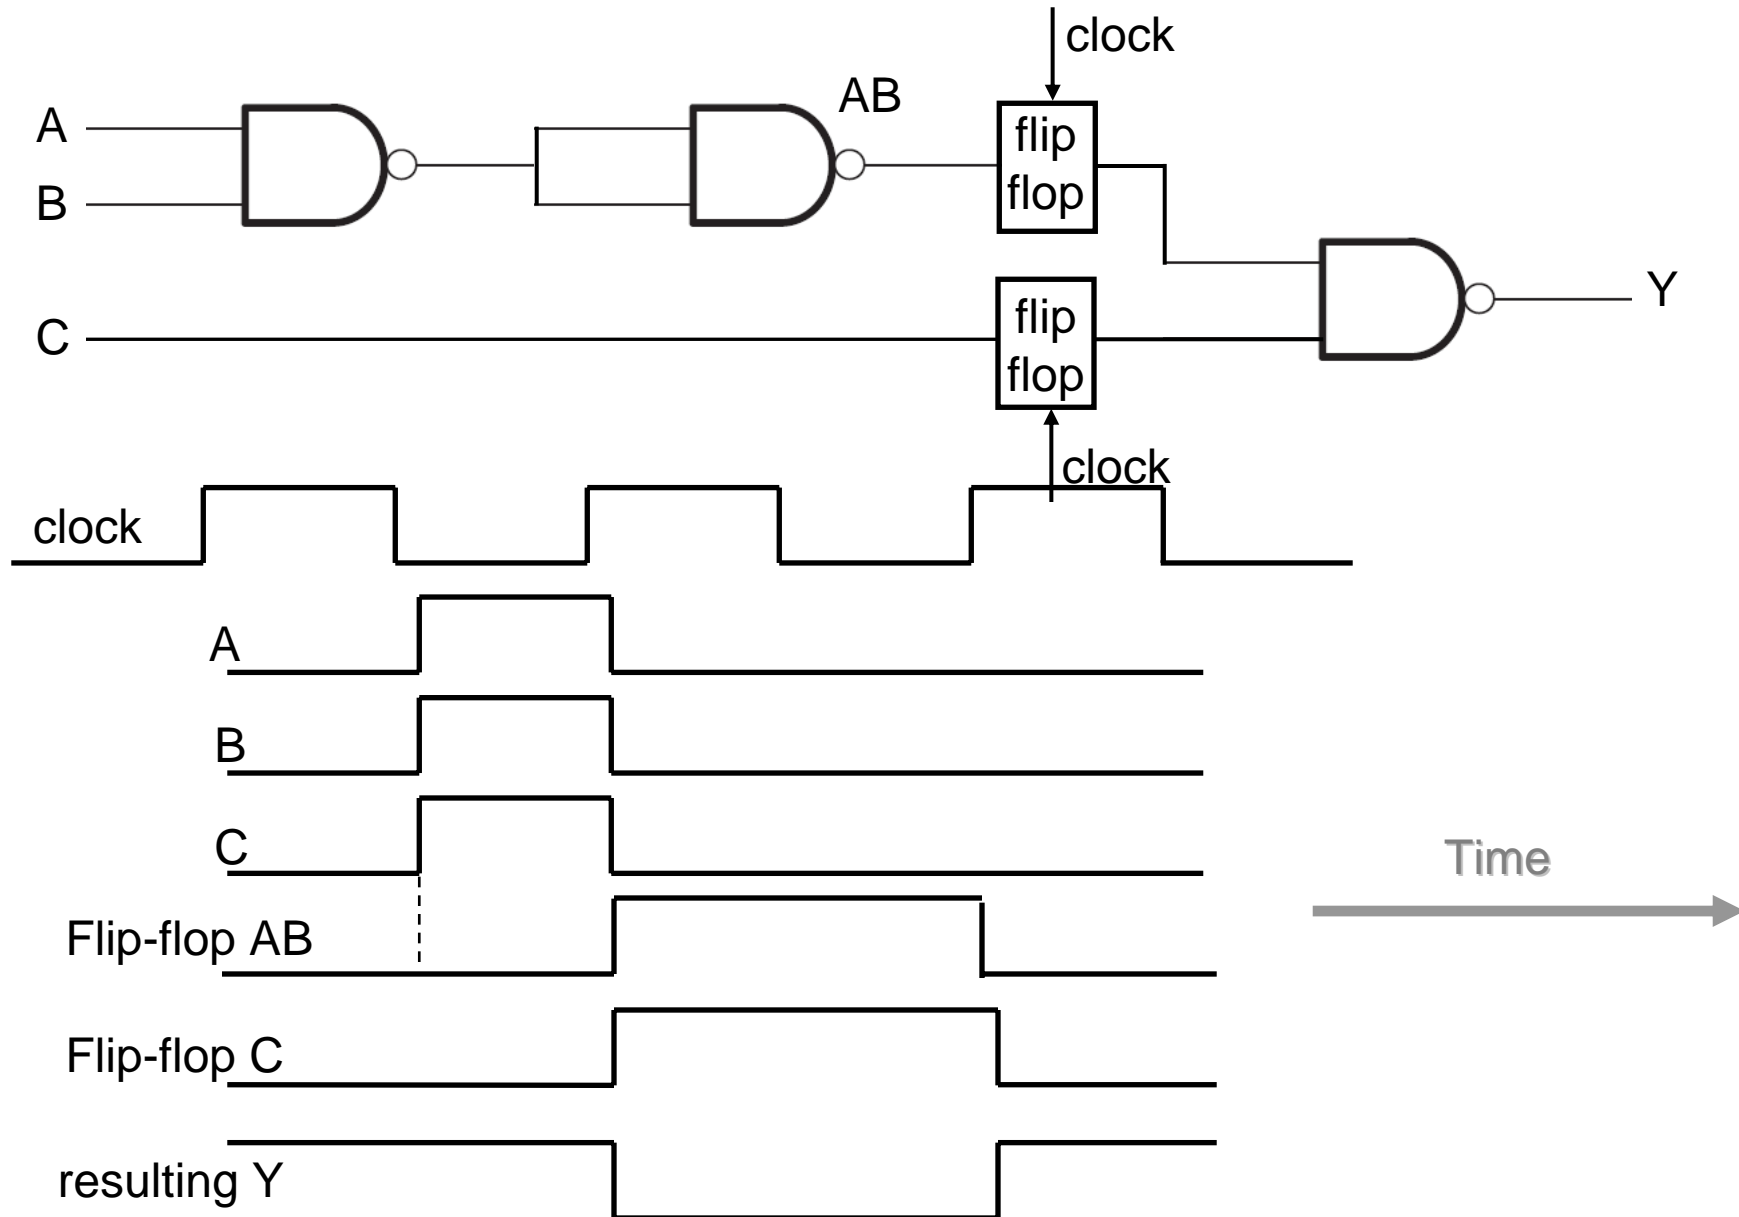 clock
A
B
AB
flip
flop
Y
C
flip
flop
clock
clock
A
B
C
Time
Flip-flop AB
Flip-flop C
resulting Y